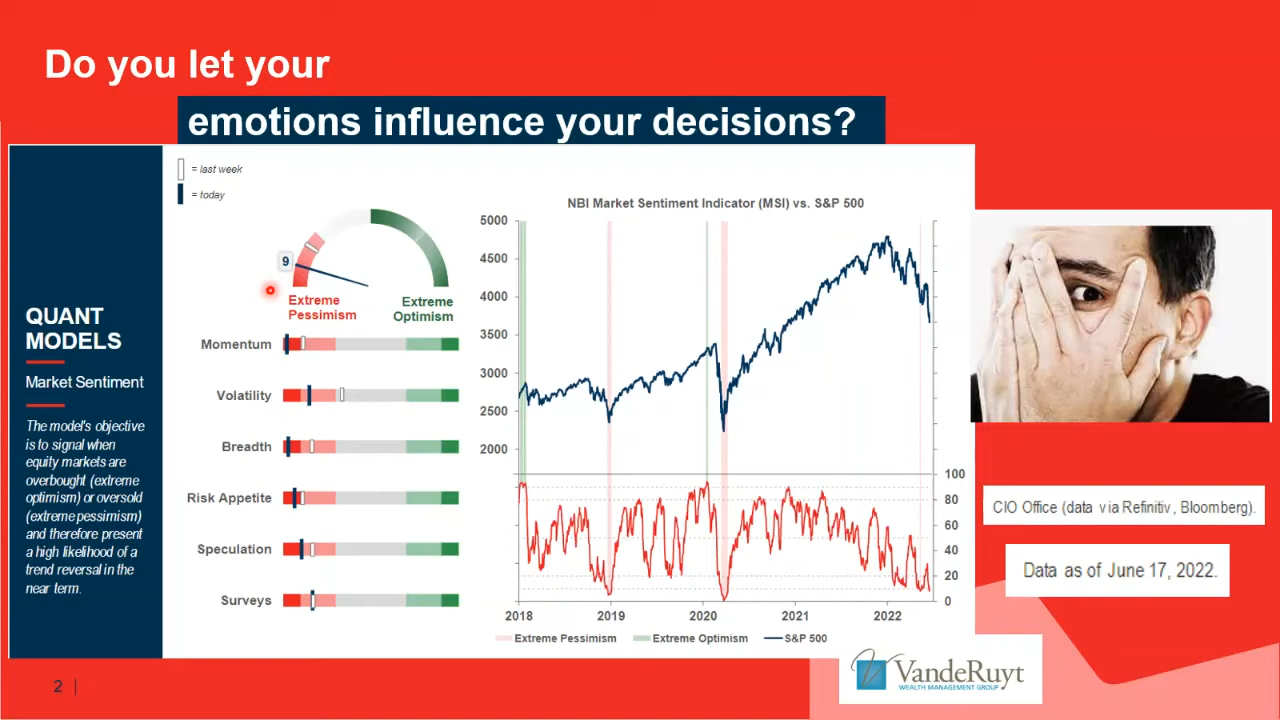 Do you let your
emotions influence your decisions?
= last week
= today
QUANT
MODELS
Market Sentiment
The model's objective
is to signal when
equity markets are
overbought (extreme
optimism) or oversold
(extreme pessimism)
and therefore present
a high likelihood of a
trend reversal in the
near term.
9
Extreme
Pessimism
Extreme
Optimism
Momentum
Volatility
Breadth
Risk Appetite
Speculation
Surveys
NBI Market Sentiment Indicator (MSI) vs. S&P 500
5000
4500
4000
3500
3000
2500
2000
100
80
60
40
20
0
2018 2019 2020 2021 2022
Extreme Pessimism Extreme Optimism S&P 500
CIO Office (data via Refinitiv, Bloomberg).
Data as of June 17, 2022.
VandeRuyt
WEALTH MANAGEMENT GROUP
2 |